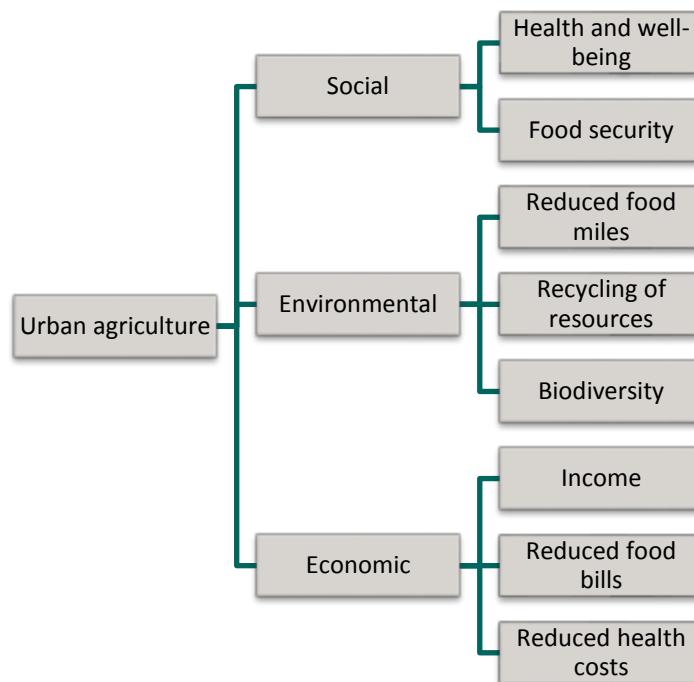 Health and well-
being
Social
Food security
Reduced food
miles
Urban agriculture
Environmental
Recycling of
resources
Biodiversity
Income
Economic
Reduced food
bills
Reduced health
costs